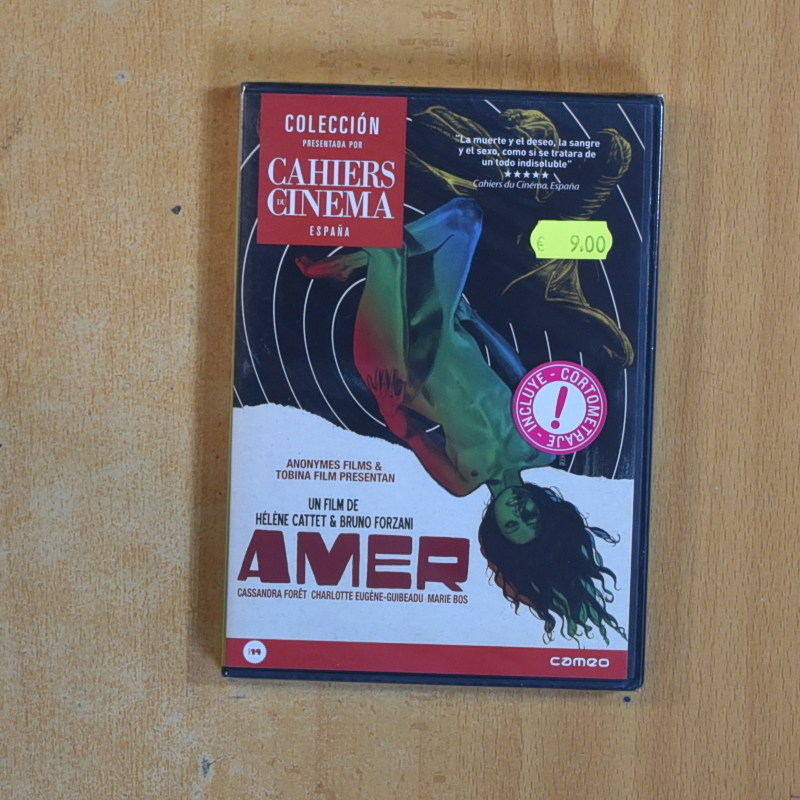 COLECCIÓN
PRESENTADA POR
CAHIERS
DU CINEMA
ESPAÑA
"La muerte y el deseo, la sangre
y el sexo, como si se tratara de
un todo indisoluble"
★★★★★
Cahiers du Cinéma. España
€ 9.00
INCLUYE - CORTOMETRAJE -
!
ANONYMES FILMS &
TOBINA FILM PRESENTAN
UN FILM DE
HÉLÈNE CATTET & BRUNO FORZANI
AMER
CASSANDRA FORÊT CHARLOTTE EUGÈNE-GUIBEADU MARIE BOS
cameo